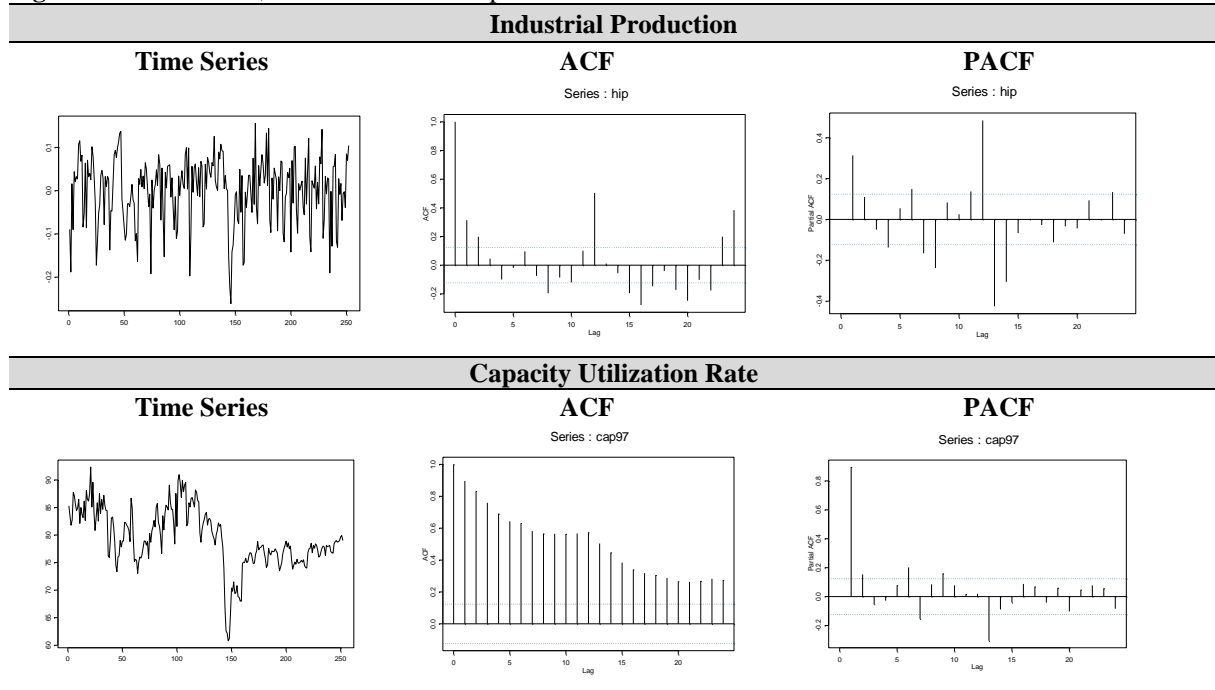 Industrial Production
Time Series ACF PACF
Series : hip Series : hip
0.1
0.0
-0.1
-0.2
0 50 100 150 200 250
ACF
1.0
0.8
0.6
0.4
0.2
0.0
-0.2
0 5 10 15 20
Lag
Partial ACF
0.4
0.2
0.0
-0.2
-0.4
0 5 10 15 20
Lag
Capacity Utilization Rate
Time Series ACF PACF
Series : cap97 Series : cap97
90
85
80
75
70
65
60
0 50 100 150 200 250
ACF
1.0
0.8
0.6
0.4
0.2
0.0
0 5 10 15 20
Lag
Partial ACF
0.8
0.6
0.4
0.2
0.0
-0.2
0 5 10 15 20
Lag